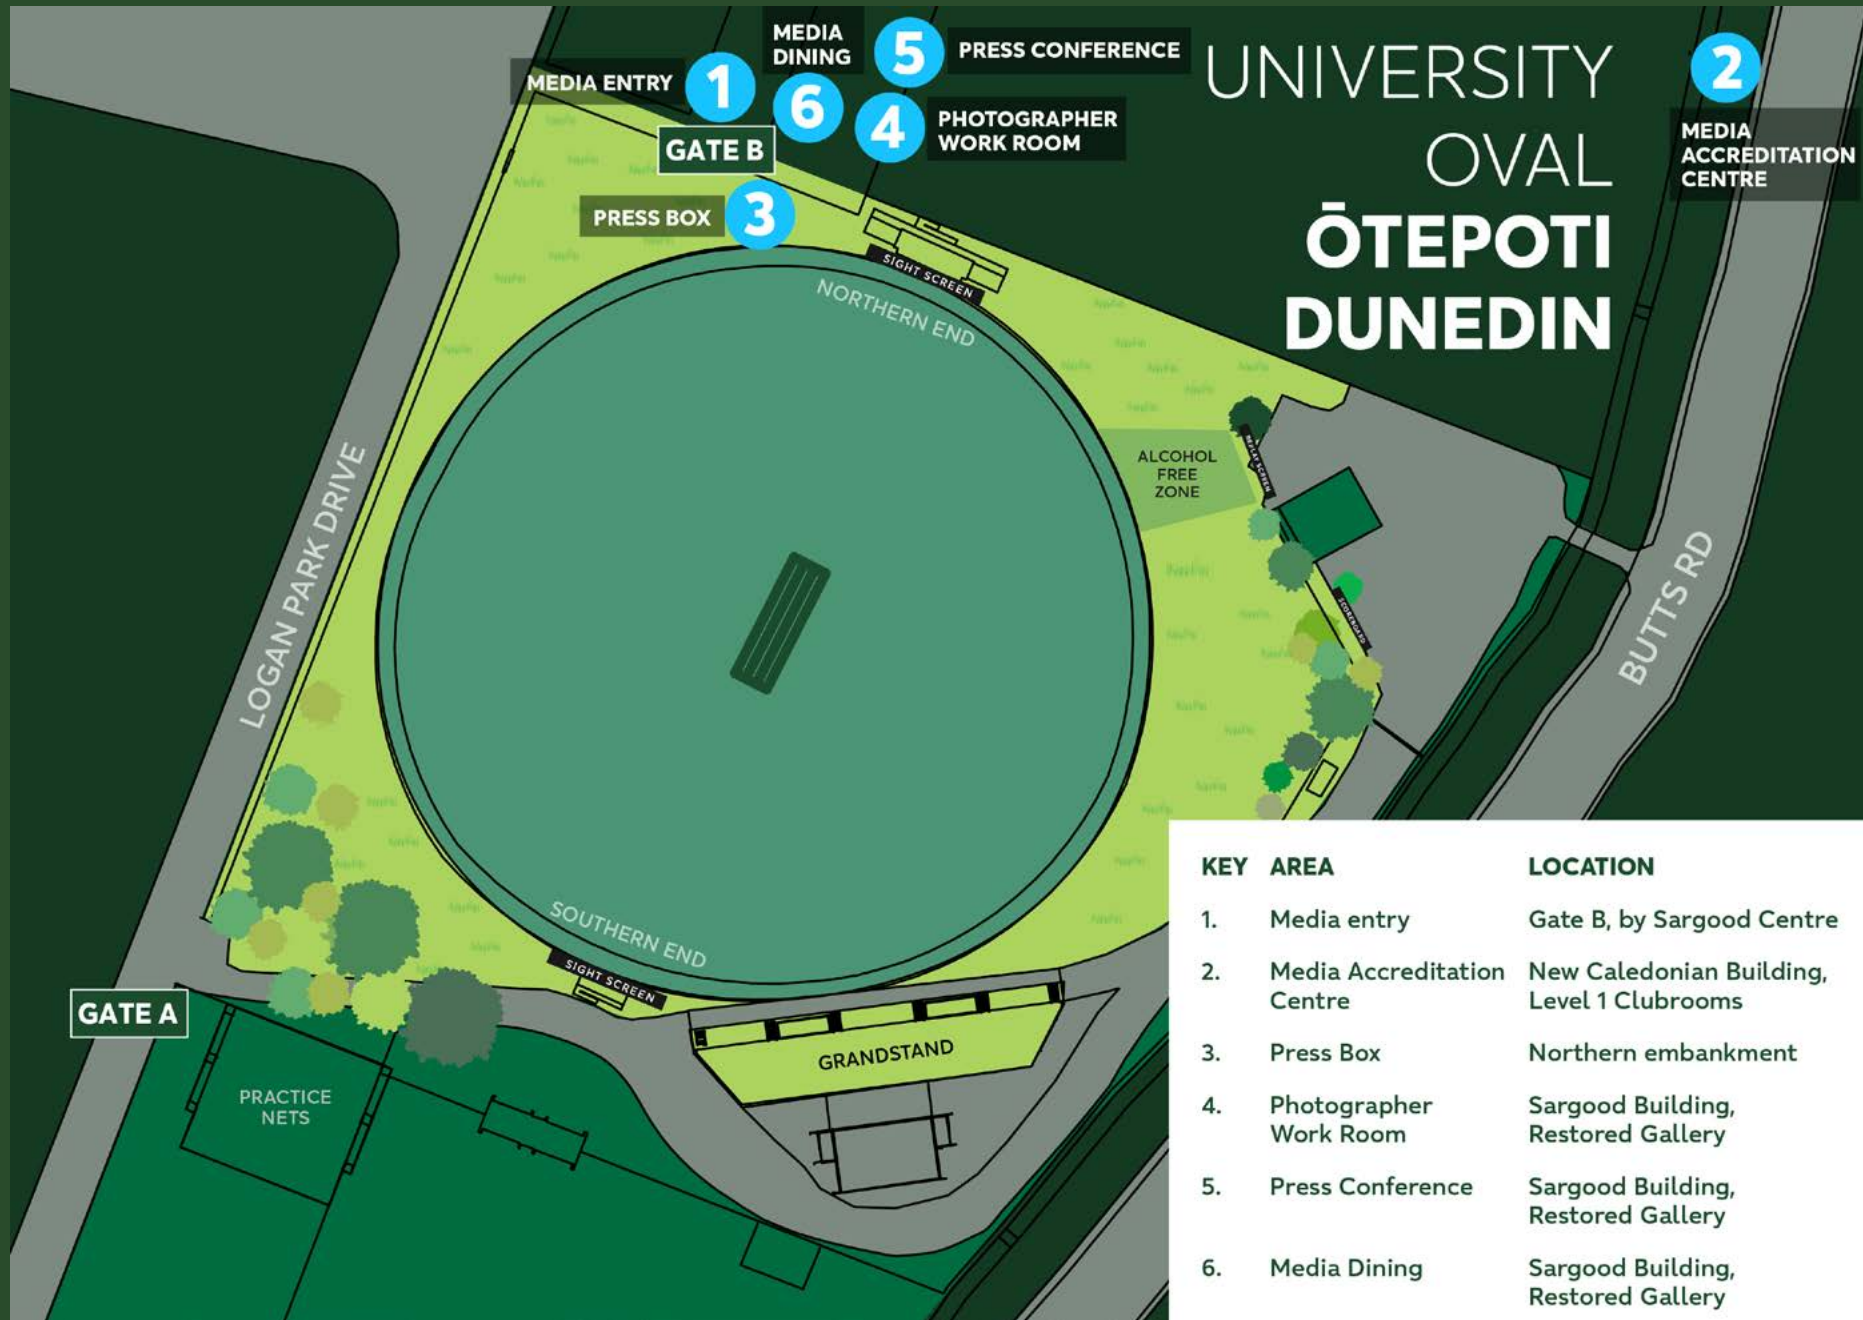 MEDIA
DINING
5
PRESS CONFERENCE
MEDIA ENTRY
1
6
4
PHOTOGRAPHER
WORK ROOM
GATE B
PRESS BOX
3
UNIVERSITY
OVAL
ŌTEPOTI
DUNEDIN
2
MEDIA
ACCREDITATION
CENTRE
SIGHT SCREEN
NORTHERN END
ALCOHOL
FREE
ZONE
REPLAY SCREEN
SCOREBOARD
LOGAN PARK DRIVE
BUTTS RD
SOUTHERN END
SIGHT SCREEN
GATE A
PRACTICE
NETS
GRANDSTAND
KEY AREA LOCATION
1. Media entry Gate B, by Sargood Centre
2. Media Accreditation New Caledonian Building,
Centre Level 1 Clubrooms
3. Press Box Northern embankment
4. Photographer Sargood Building,
Work Room Restored Gallery
5. Press Conference Sargood Building,
Restored Gallery
6. Media Dining Sargood Building,
Restored Gallery